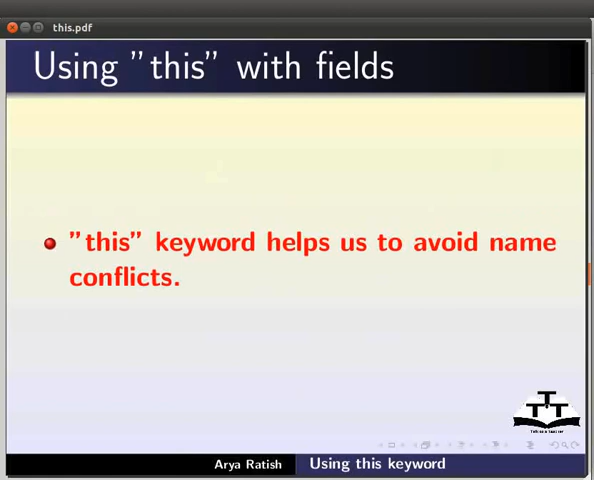 this.pdf
Using "this" with fields
"this" keyword helps us to avoid name
conflicts.
Arya Ratish
Using this keyword